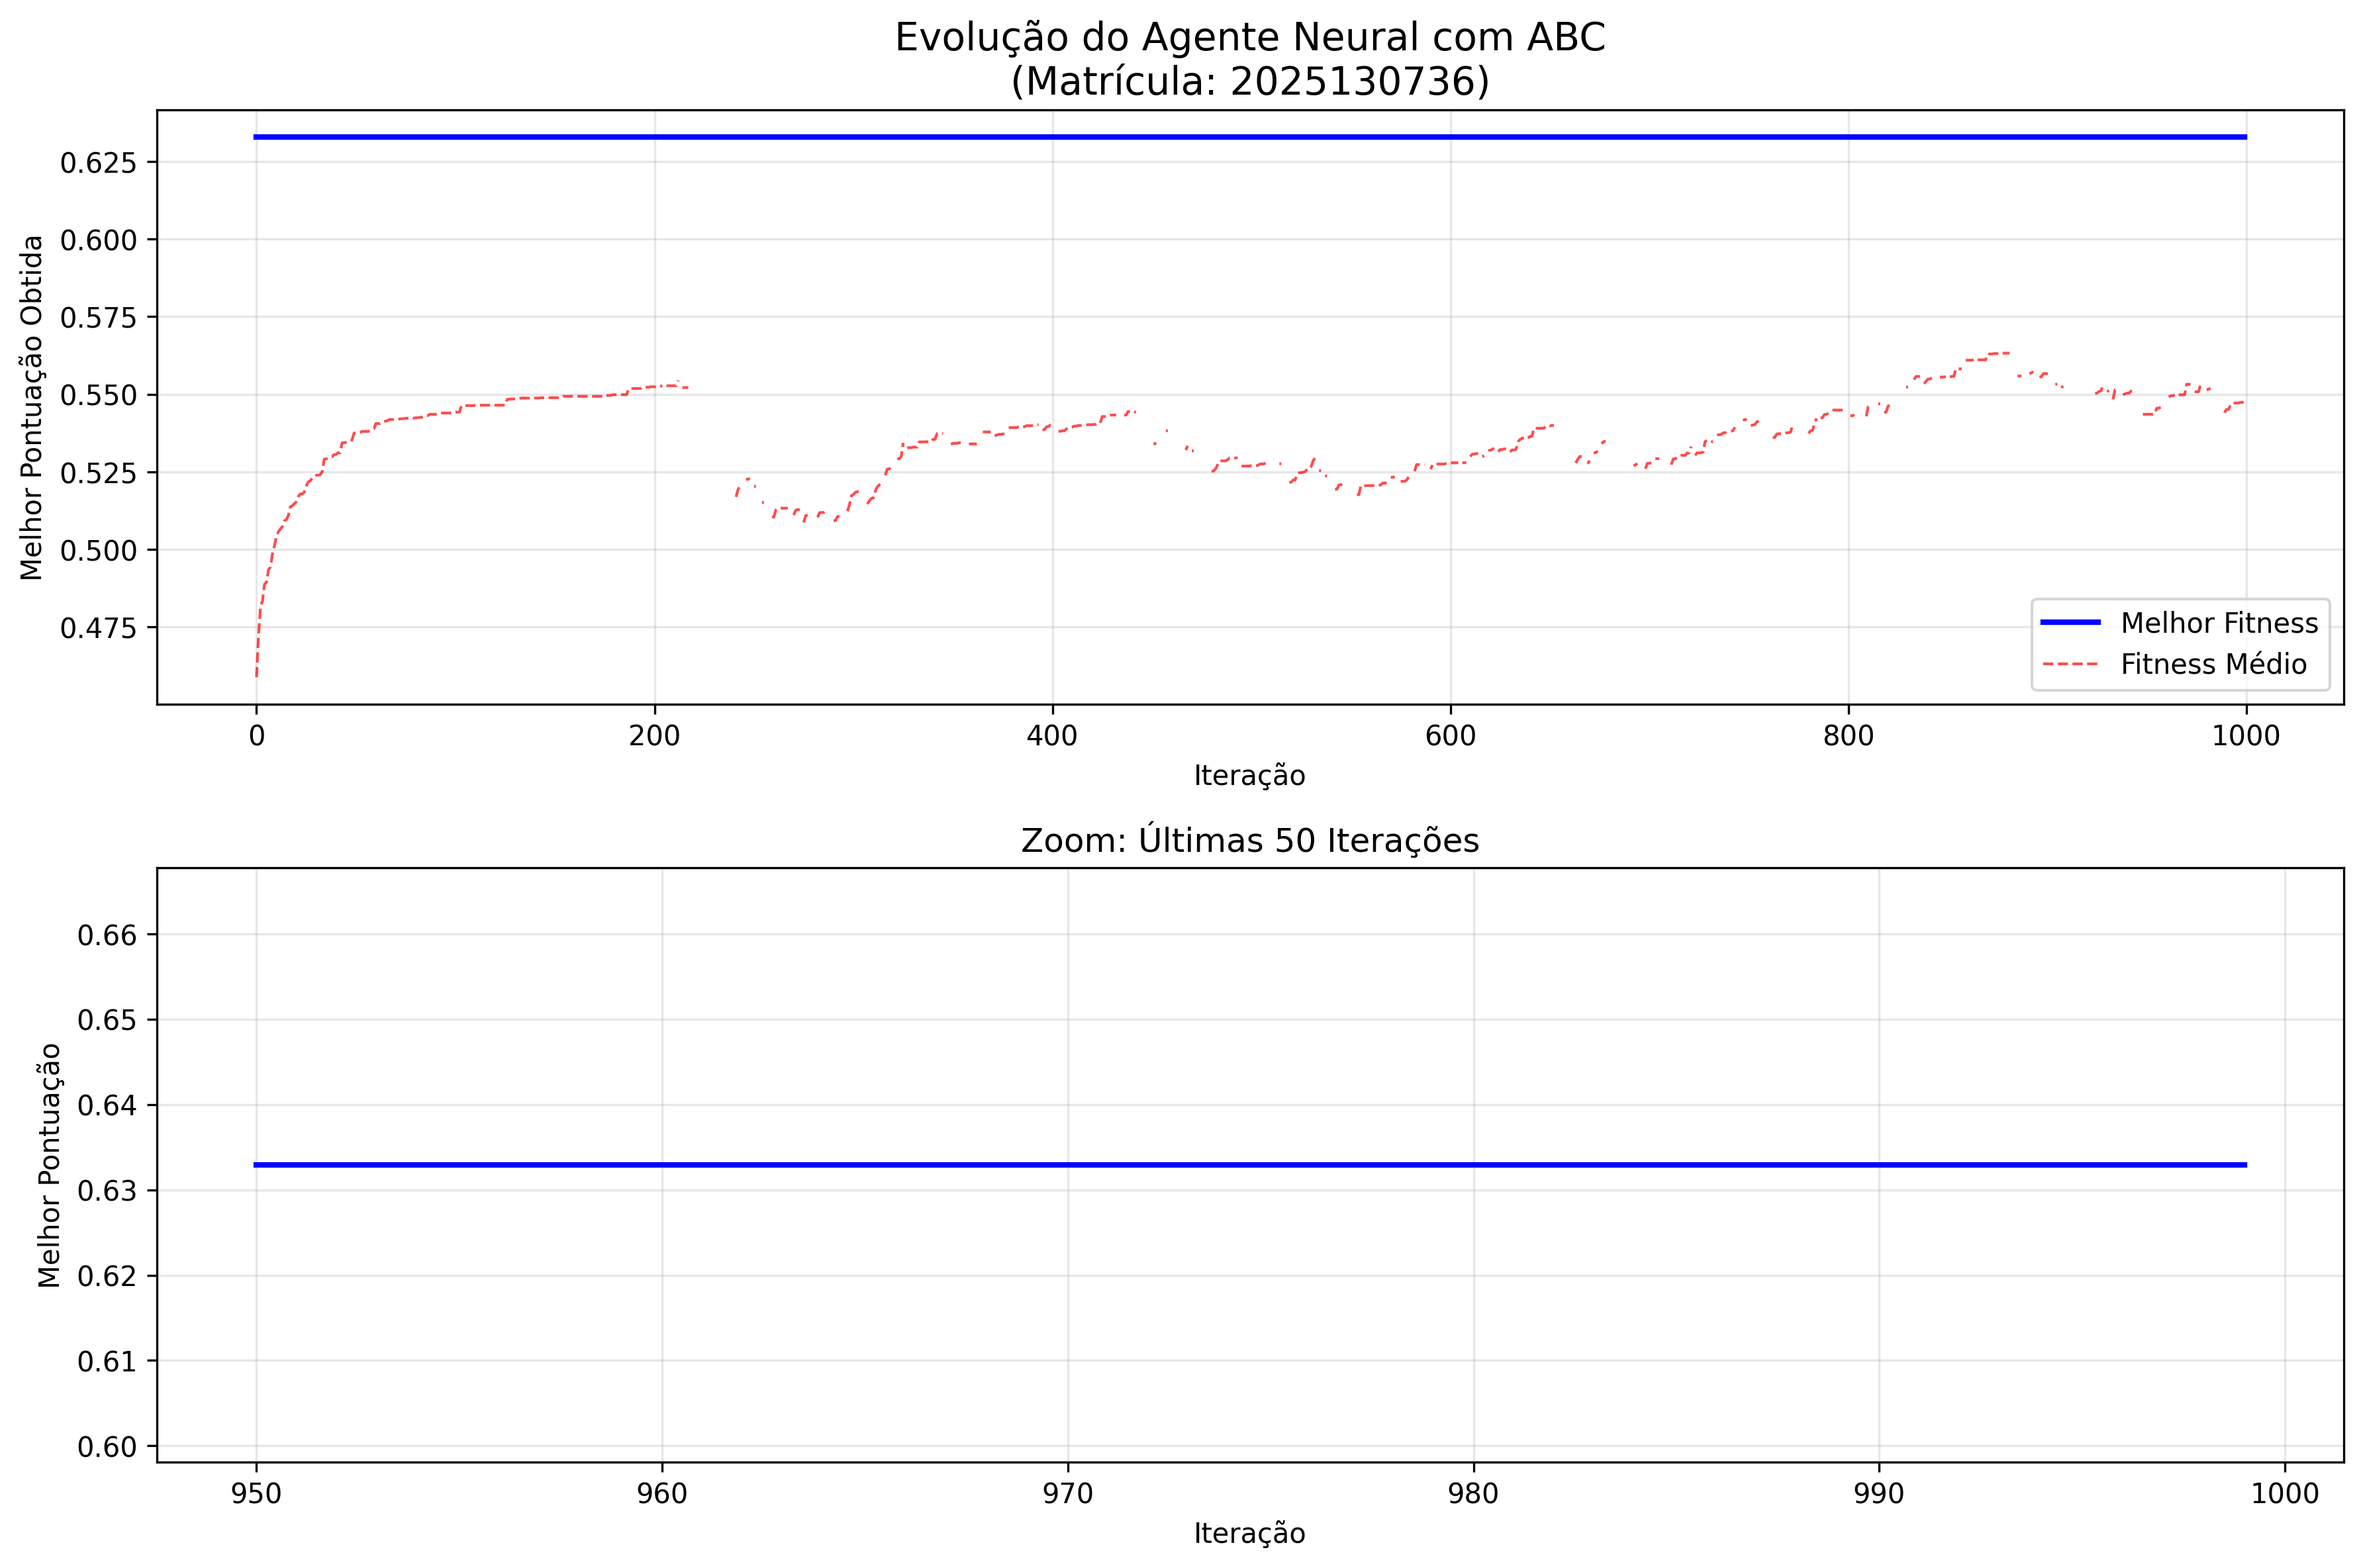 Evolução do Agente Neural com ABC
(Matrícula: 2025130736)
Melhor Pontuação Obtida
0.625
0.600
0.575
0.550
0.525
0.500
0.475
Melhor Fitness
Fitness Médio
0
200
400
600
800
1000
Iteração
Zoom: Últimas 50 Iterações
Melhor Pontuação
0.66
0.65
0.64
0.63
0.62
0.61
0.60
950
960
970
980
990
1000
Iteração